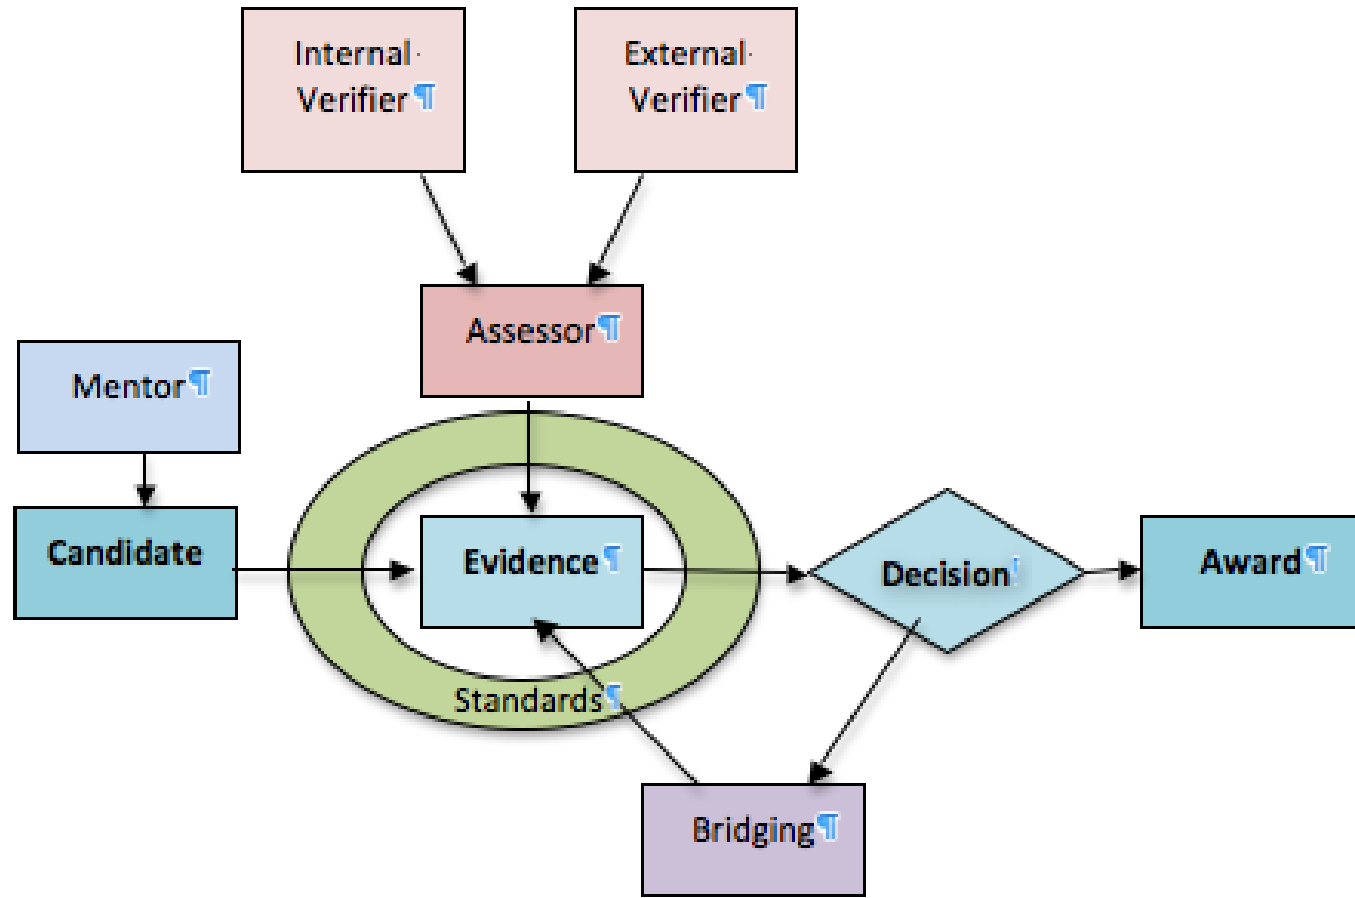 Internal
Verifier¶
External
Verifier¶
Assessor¶
Mentor¶
Candidate
Evidence¶
Decision
Award¶
Standards¶
Bridging¶